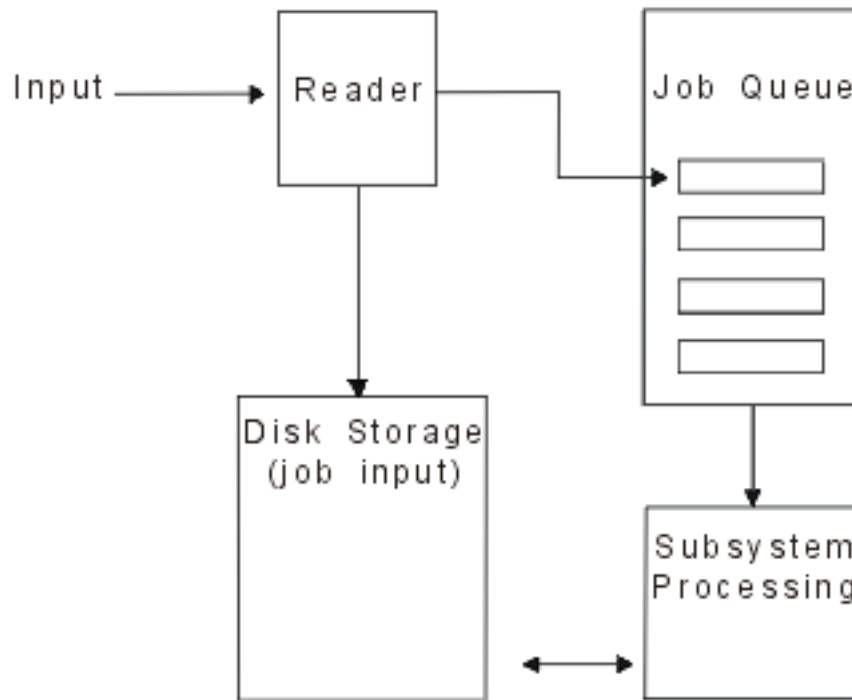 Input
Reader
Job Queue
Disk Storage
(job input)
Subsystem
Processing